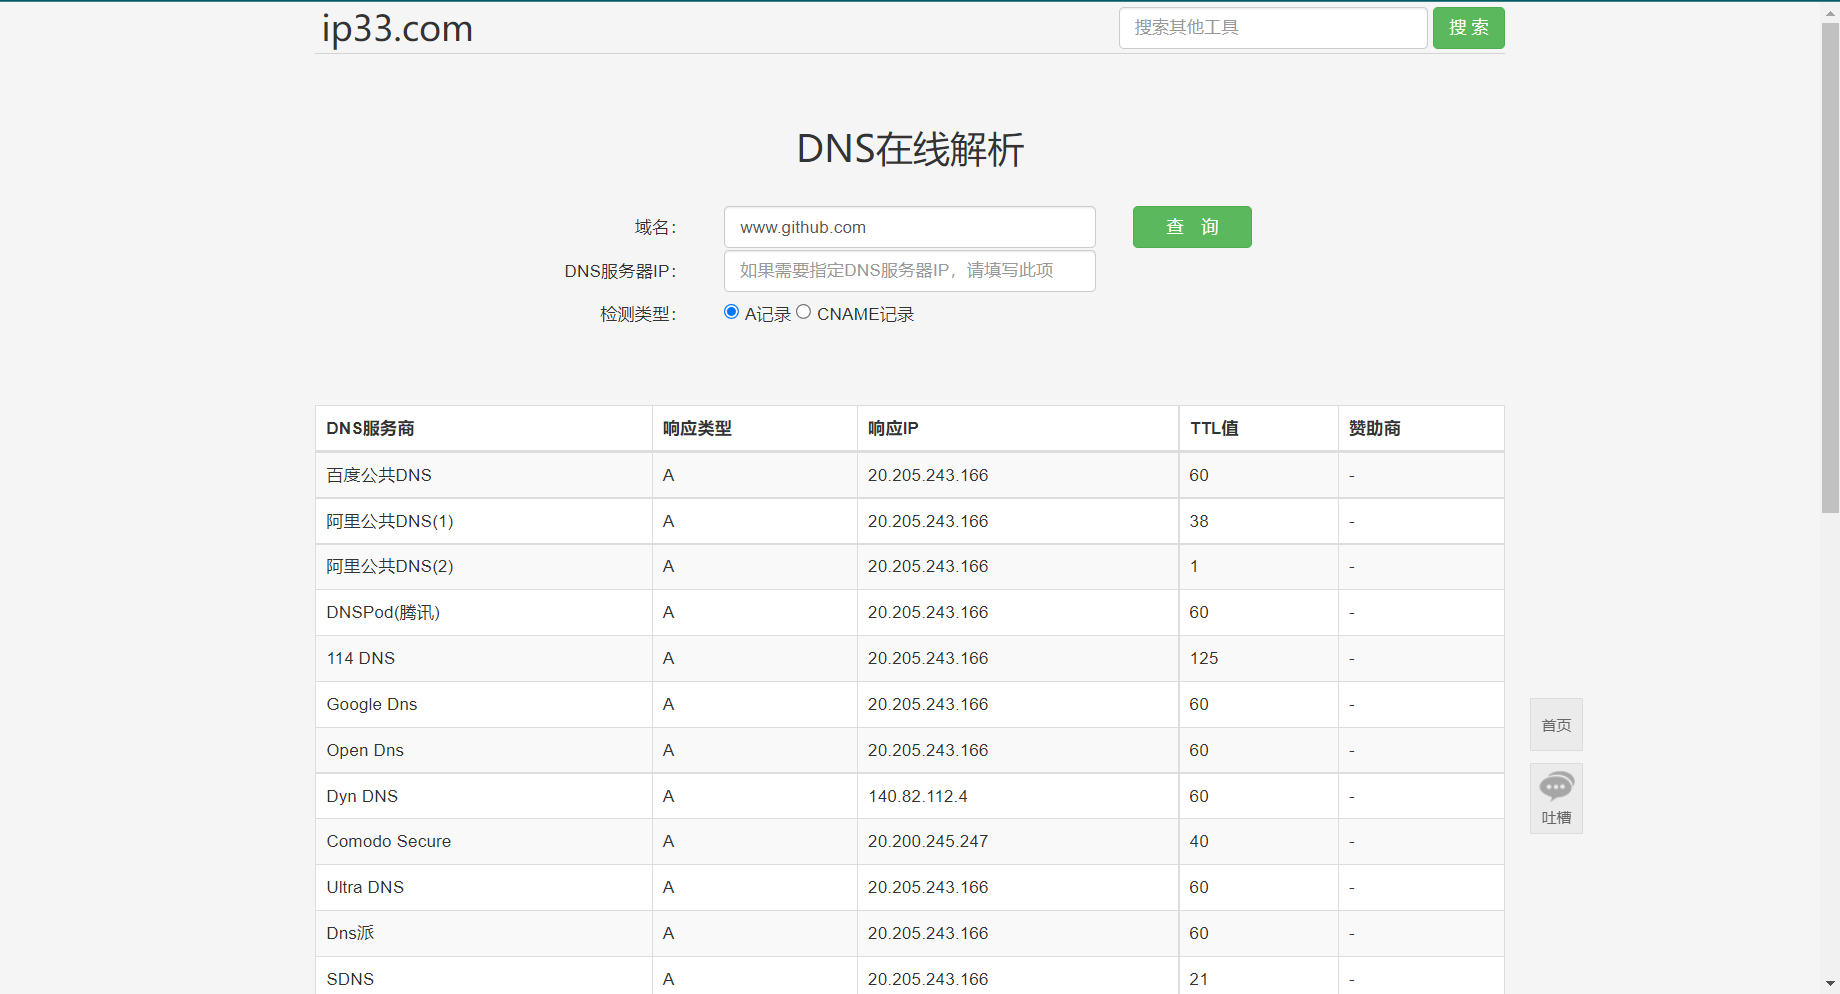 ip33.com
搜索其他工具
搜 索
DNS在线解析
域名：
www.github.com
查 询
DNS服务器IP：
如果需要指定DNS服务器IP，请填写此项
检测类型：
A记录 CNAME记录
DNS服务商 响应类型 响应IP TTL值 赞助商
百度公共DNS A 20.205.243.166 60 -
阿里公共DNS(1) A 20.205.243.166 38 -
阿里公共DNS(2) A 20.205.243.166 1 -
DNSPod(腾讯) A 20.205.243.166 60 -
114 DNS A 20.205.243.166 125 -
Google Dns A 20.205.243.166 60 -
Open Dns A 20.205.243.166 60 -
Dyn DNS A 140.82.112.4 60 -
Comodo Secure A 20.200.245.247 40 -
Ultra DNS A 20.205.243.166 60 -
Dns派 A 20.205.243.166 60 -
SDNS A 20.205.243.166 21 -
首页
吐槽